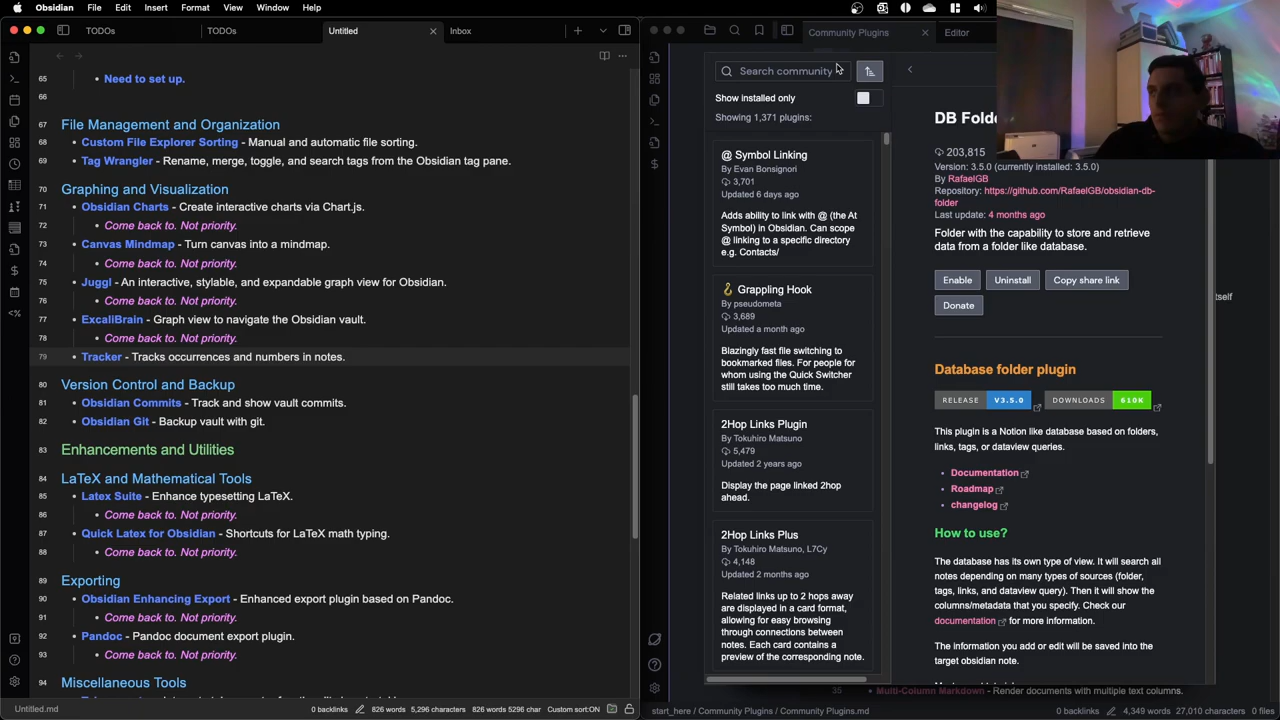 Obsidian File Edit Insert Format View Window Help
TODOs
TODOs
Untitled
Inbox
65
Need to set up.
66
67 File Management and Organization
68 Custom File Explorer Sorting - Manual and automatic file sorting.
69 Tag Wrangler - Rename, merge, toggle, and search tags from the Obsidian tag pane.
70 Graphing and Visualization
71 Obsidian Charts - Create interactive charts via Chart.js.
72 Come back to. Not priority.
73 Canvas Mindmap - Turn canvas into a mindmap.
74 Come back to. Not priority.
75 Juggl - An interactive, stylable, and expandable graph view for Obsidian.
76 Come back to. Not priority.
77 ExcaliBrain - Graph view to navigate the Obsidian vault.
78 Come back to. Not priority.
79 Tracker - Tracks occurrences and numbers in notes.
80 Version Control and Backup
81 Obsidian Commits - Track and show vault commits.
82 Obsidian Git - Backup vault with git.
83 Enhancements and Utilities
84 LaTeX and Mathematical Tools
85 Latex Suite - Enhance typesetting LaTeX.
86 Come back to. Not priority.
87 Quick Latex for Obsidian - Shortcuts for LaTeX math typing.
88 Come back to. Not priority.
89 Exporting
90 Obsidian Enhancing Export - Enhanced export plugin based on Pandoc.
91 Come back to. Not priority.
92 Pandoc - Pandoc document export plugin.
93 Come back to. Not priority.
94 Miscellaneous Tools
Untitled.md
0 backlinks
826 words 5,296 characters
826 words 5296 char
Custom sort:ON
Community Plugins
Editor
Search community
Show installed only
Showing 1,371 plugins:
@ Symbol Linking
By Evan Bonsignori
3,701
Updated 6 days ago
Adds ability to link with @ (the At
Symbol) in Obsidian. Can scope
@ linking to a specific directory
e.g. Contacts/
🪝 Grappling Hook
By pseudometa
3,689
Updated a month ago
Blazingly fast file switching to
bookmarked files. For people for
whom using the Quick Switcher
still takes too much time.
2Hop Links Plugin
By Tokuhiro Matsuno
5,479
Updated 2 years ago
Display the page linked 2hop
ahead.
2Hop Links Plus
By Tokuhiro Matsuno, L7Cy
4,148
Updated 2 months ago
Related links up to 2 hops away
are displayed in a card format,
allowing for easy browsing
through connections between
notes. Each card contains a
preview of the corresponding note.
DB Folde
203,815
Version: 3.5.0 (currently installed: 3.5.0)
By RafaelGB
Repository: https://github.com/RafaelGB/obsidian-db-
folder
Last update: 4 months ago
Folder with the capability to store and retrieve
data from a folder like database.
Enable Uninstall Copy share link
Donate
Database folder plugin
RELEASE V3.5.0 DOWNLOADS 610K
This plugin is a Notion like database based on folders,
links, tags, or dataview queries.
Documentation
Roadmap
changelog
How to use?
The database has its own type of view. It will search all
notes depending on many types of sources (folder,
tags, links, and dataview query). Then it will show the
columns/metadata that you specify. Check our
documentation for more information.
The information you add or edit will be saved into the
target obsidian note.
itself
35 Multi-Column Markdown - Render documents with multiple text columns.
start_here / Community Plugins / Community Plugins.md
0 backlinks
4,349 words 27,010 characters
0 files